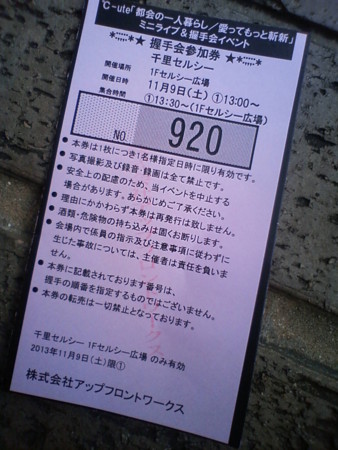 ℃-ute「都会の一人暮らし／愛ってもっと斬新」
ミニライブ＆握手会イベント
★ 握手会参加券 ★
開催場所 千里セルシー
1Fセルシー広場
開催日時 11月9日(土) ①13:00～
集合時間 ①13:30～(1Fセルシー広場)
NO. 920
●本券は1枚につき1名様指定日時に限り有効です。
●写真撮影及び録音・録画は全て禁止です。
●安全上の配慮のため、当イベントを中止する
場合があります。あらかじめご了承ください。
●理由にかかわらず本券は再発行は致しません。
●酒類・危険物の持ち込みは固くお断りします。
●会場内で係員の指示及び注意事項に従わずに
生じた事故については、主催者は責任を負いま
せん。
●本券に記載されております番号は、
握手の順番を指定するものではございません。
●本券の転売は一切禁止となっております。
千里セルシー 1Fセルシー広場 のみ有効
2013年11月9日(土)限①
株式会社アップフロントワークス